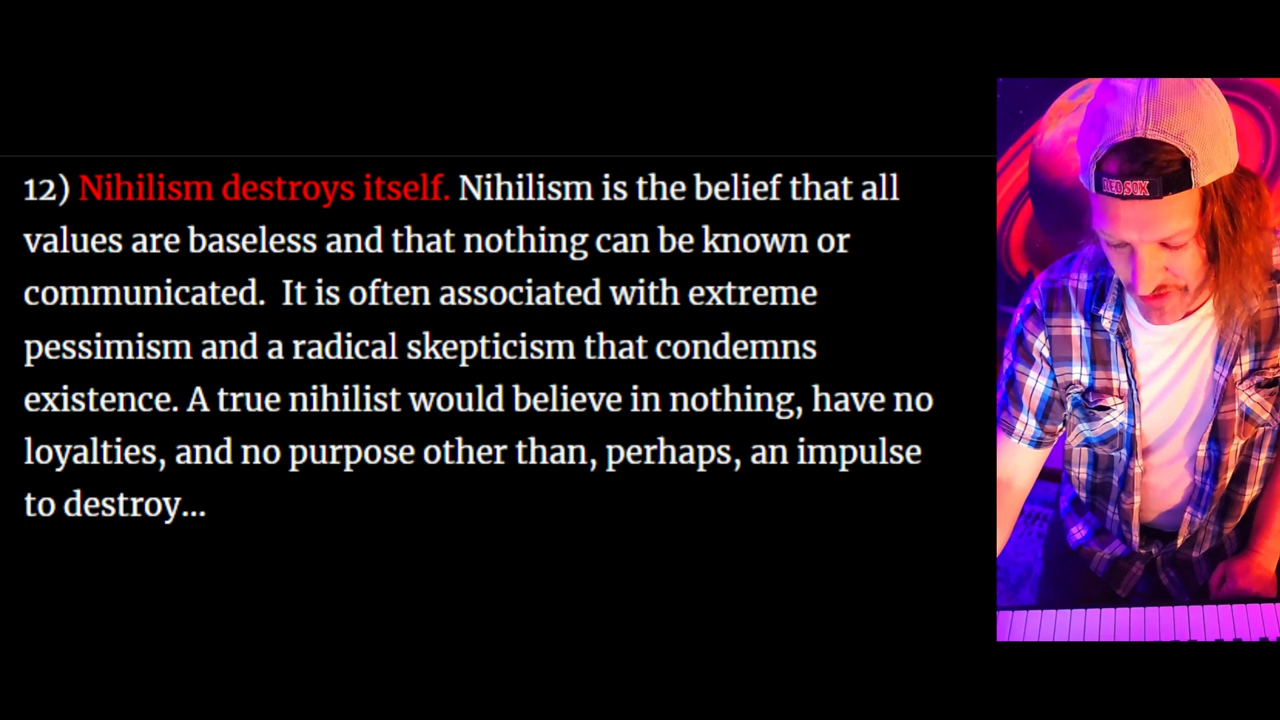 12) Nihilism destroys itself. Nihilism is the belief that all
values are baseless and that nothing can be known or
communicated.  It is often associated with extreme
pessimism and a radical skepticism that condemns
existence. A true nihilist would believe in nothing, have no
loyalties, and no purpose other than, perhaps, an impulse
to destroy...
RED SOX